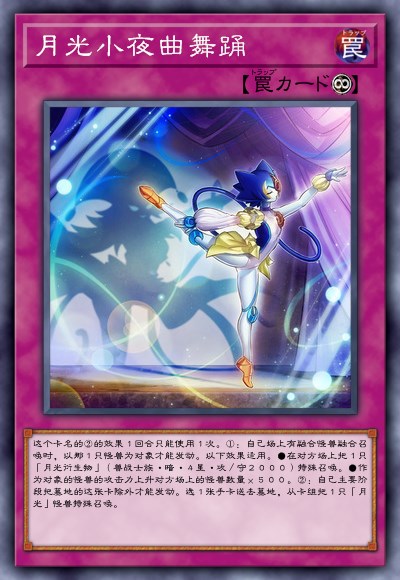 月光小夜曲舞踊
トラップ
罠
【罠カード】
トラップ
这个卡名的②的效果1回合只能使用1次。①：自己场上有融合怪兽融合召
唤时，以那1只怪兽为对象才能发动。以下效果适用。●在对方场上把1只
「月光衍生物」（兽战士族·暗·4星·攻/守2000）特殊召唤。●作
为对象的怪兽的攻击力上升对方场上的怪兽数量×500。②：自己主要阶
段把墓地的这张卡除外才能发动。选1张手卡送去墓地，从卡组把1只「月
光」怪兽特殊召唤。